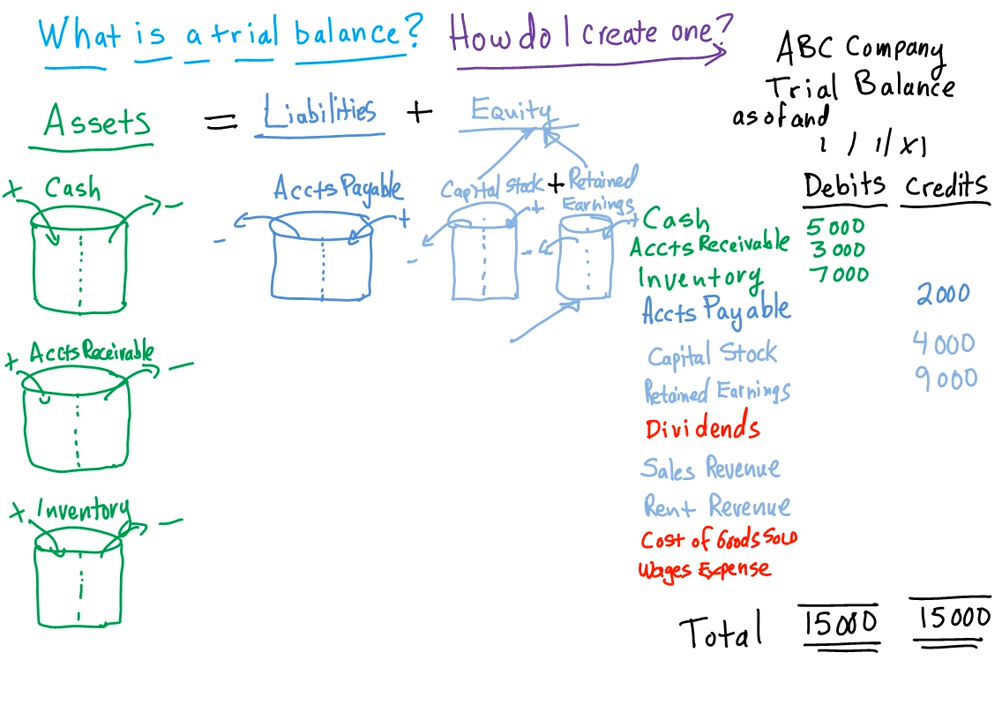 What is a trial balance? How do I create one?
ABC Company
Trial Balance
as of and
1 / 1/X1
Assets = Liabilities + Equity
+ Cash -
Accts Payable
- +
Capital Stock + Retained Earnings
- +
- +
+ Accts Receivable -
+ Inventory -
Debits Credits
Cash 5000
Accts Receivable 3000
Inventory 7000
Accts Payable 2000
Capital Stock 4000
Retained Earnings 9000
Dividends
Sales Revenue
Rent Revenue
Cost of Goods Sold
Wages Expense
Total 15000 15000